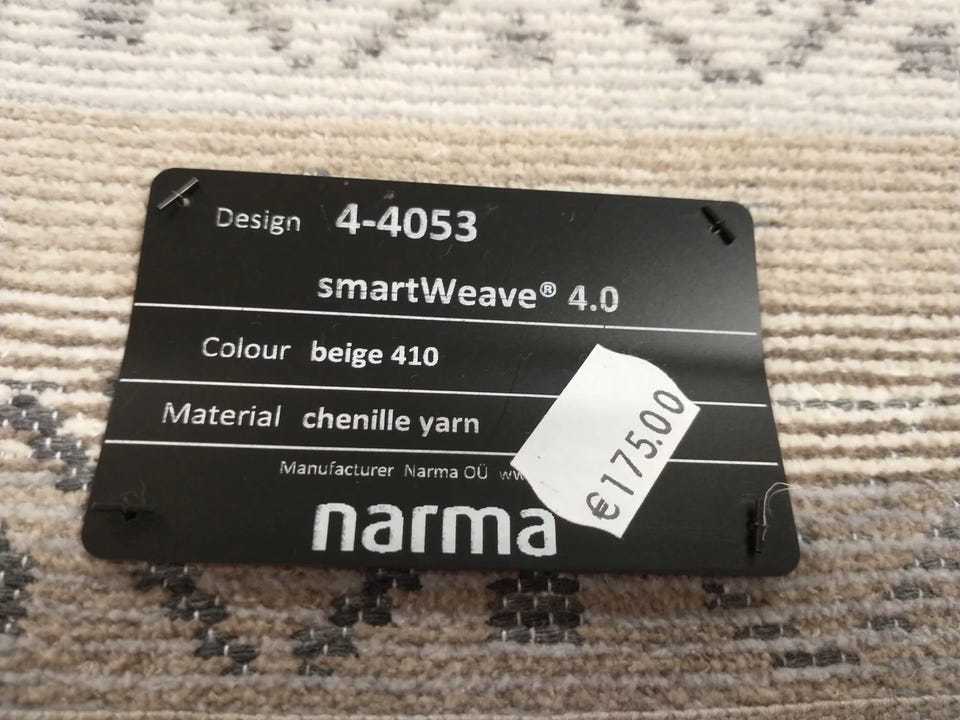 Design 4-4053
smartWeave® 4.0
Colour beige 410
Material chenille yarn
Manufacturer Narma OÜ
narma
€175.00